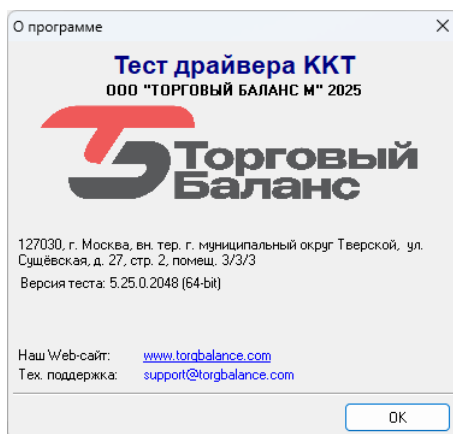 О программе
Тест драйвера ККТ
ООО "ТОРГОВЫЙ БАЛАНС М" 2025
Торговый
Баланс
127030, г. Москва, вн. тер. г. муниципальный округ Тверской, ул.
Сущёвская, д. 27, стр. 2, помещ. 3/3/3
Версия теста: 5.25.0.2048 (64-bit)
Наш Web-сайт: www.torgbalance.com
Тех. поддержка: support@torgbalance.com
OK